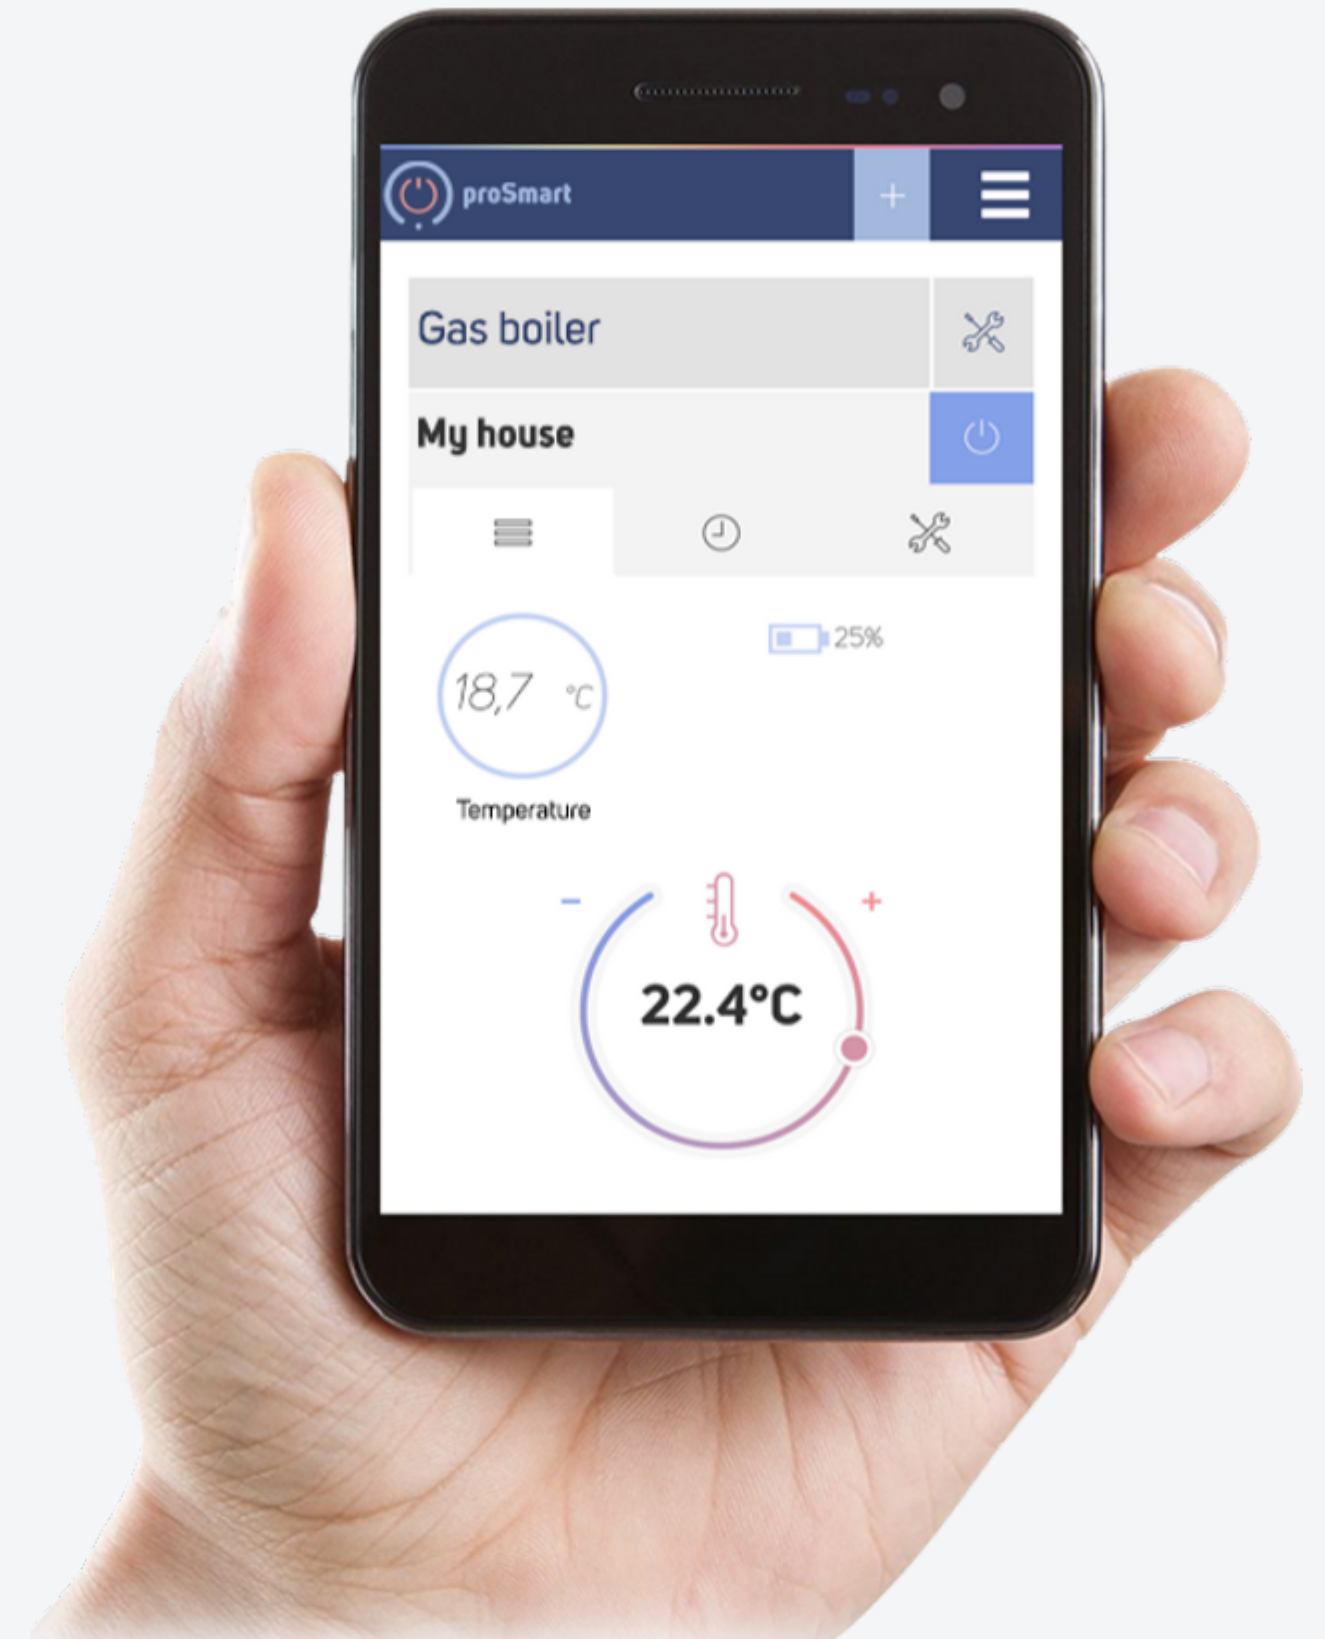 proSmart
+
Gas boiler
My house
18,7 °C
25%
Temperature
- +
22.4°C